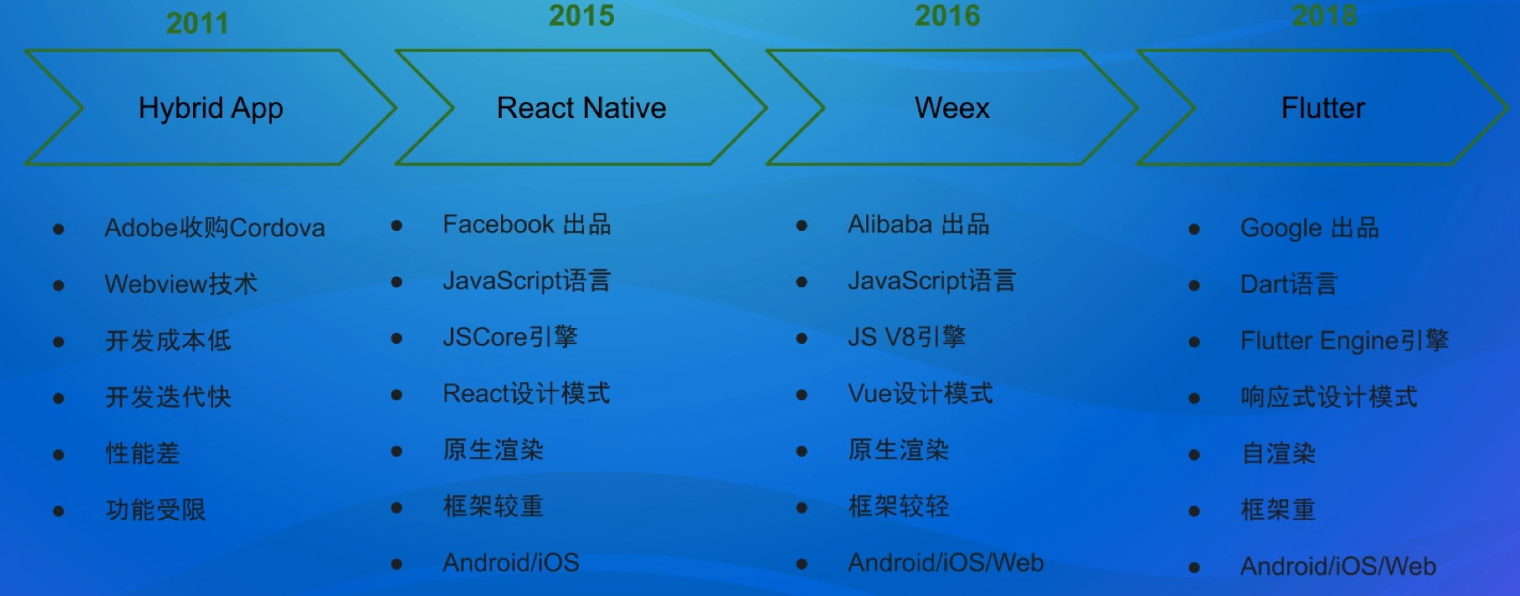 2011
2015
2016
2018
Hybrid App
React Native
Weex
Flutter
Adobe收购Cordova
Webview技术
开发成本低
开发迭代快
性能差
功能受限
Facebook 出品
JavaScript语言
JSCore引擎
React设计模式
原生渲染
框架较重
Android/iOS
Alibaba 出品
JavaScript语言
JS V8引擎
Vue设计模式
原生渲染
框架较轻
Android/iOS/Web
Google 出品
Dart语言
Flutter Engine引擎
响应式设计模式
自渲染
框架重
Android/iOS/Web